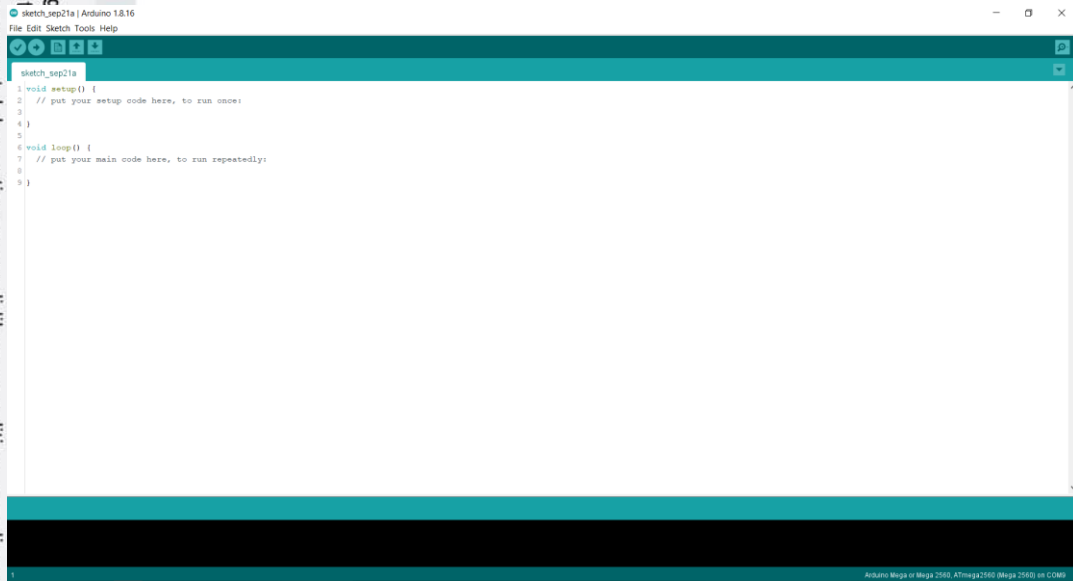 sketch_sep21a | Arduino 1.8.16
File Edit Sketch Tools Help
sketch_sep21a
1 void setup() {
2 // put your setup code here, to run once:
3
4 }
5
6 void loop() {
7 // put your main code here, to run repeatedly:
8
9 }
1
Arduino Mega or Mega 2560, ATmega2560 (Mega 2560) on COM9